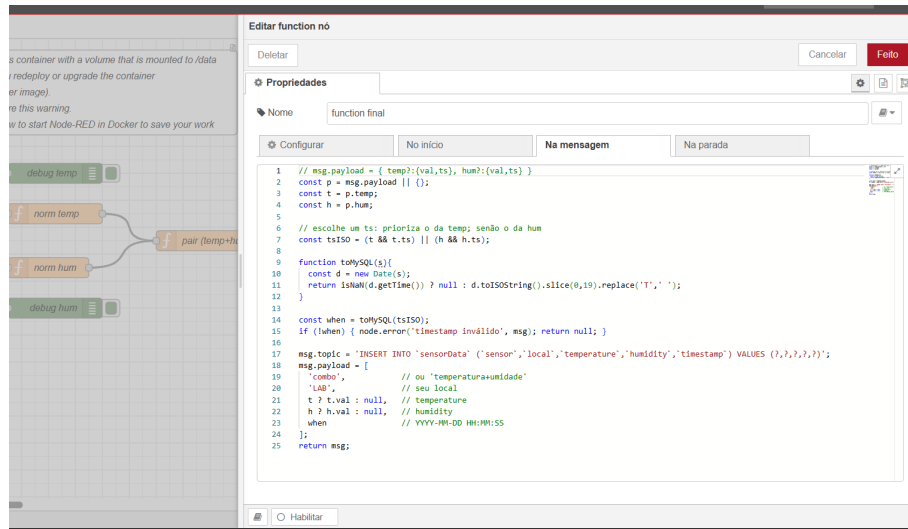 s container with a volume that is mounted to /data
redeploy or upgrade the container
er image).
re this warning.
w to start Node-RED in Docker to save your work
debug temp
norm temp
pair (temp+hu
norm hum
debug hum
Editar function nó
Deletar
Cancelar
Feito
Propriedades
Nome
function final
Configurar
No início
Na mensagem
Na parada
1 // msg.payload = { temp?:{val,ts}, hum?:{val,ts} }
2 const p = msg.payload || {};
3 const t = p.temp;
4 const h = p.hum;
5
6 // escolhe um ts: prioriza o da temp; senão o da hum
7 const tsISO = (t && t.ts) || (h && h.ts);
8
9 function toMySQL(s){
10 const d = new Date(s);
11 return isNaN(d.getTime()) ? null : d.toISOString().slice(0,19).replace('T',' ');
12 }
13
14 const when = toMySQL(tsISO);
15 if (!when) { node.error('timestamp inválido', msg); return null; }
16
17 msg.topic = 'INSERT INTO `sensorData` (`sensor`,`local`,`temperature`,`humidity`,`timestamp`) VALUES (?,?,?,?,?)';
18 msg.payload = [
19 'combo', // ou 'temperatura+umidade'
20 'LAB', // seu local
21 t ? t.val : null, // temperature
22 h ? h.val : null, // humidity
23 when // YYYY-MM-DD HH:MM:SS
24 ];
25 return msg;
Habilitar